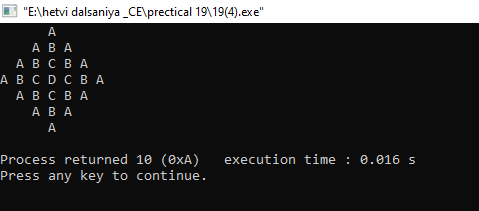 "E:\hetvi dalsaniya _CE\prectical 19\19(4).exe"
      A
    A B A
  A B C B A
A B C D C B A
  A B C B A
    A B A
      A
Process returned 10 (0xA)   execution time : 0.016 s
Press any key to continue.